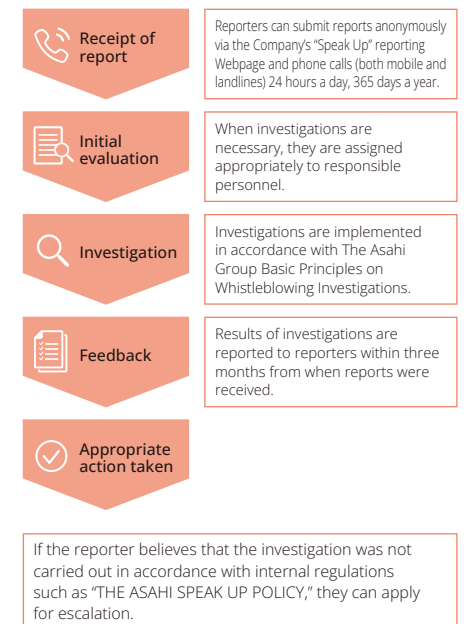 Receipt of
report
Reporters can submit reports anonymously
via the Company's “Speak Up” reporting
Webpage and phone calls (both mobile and
landlines) 24 hours a day, 365 days a year.
Initial
evaluation
When investigations are
necessary, they are assigned
appropriately to responsible
personnel.
Investigation
Investigations are implemented
in accordance with The Asahi
Group Basic Principles on
Whistleblowing Investigations.
Feedback
Results of investigations are
reported to reporters within three
months from when reports were
received.
Appropriate
action taken
If the reporter believes that the investigation was not
carried out in accordance with internal regulations
such as “THE ASAHI SPEAK UP POLICY,” they can apply
for escalation.